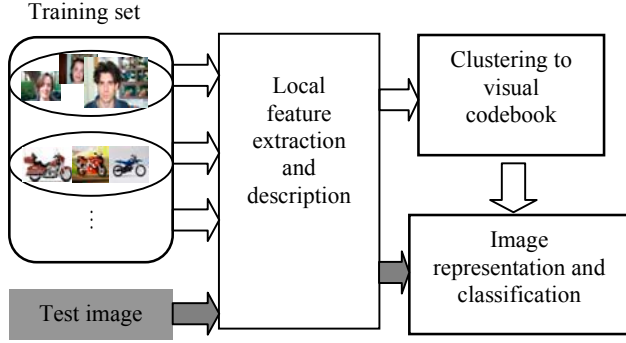 Training set
Local
feature
extraction
and
description
Clustering to
visual
codebook
Image
representation and
classification
Test image